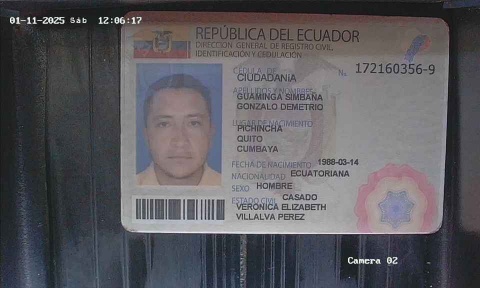 01-11-2025 Sáb 12:06:17
REPÚBLICA DEL ECUADOR
DIRECCIÓN GENERAL DE REGISTRO CIVIL,
IDENTIFICACIÓN Y CEDULACIÓN
CÉDULA DE
No 172160356-9
CIUDADANÍA
APELLIDOS Y NOMBRES
GUAMINGA SIMBAÑA
GONZALO DEMETRIO
LUGAR DE NACIMIENTO
PICHINCHA
QUITO
CUMBAYA
FECHA DE NACIMIENTO 1988-03-14
NACIONALIDAD ECUATORIANA
SEXO HOMBRE
ESTADO CIVIL CASADO
VERONICA ELIZABETH
VILLALVA PEREZ
Camera 02